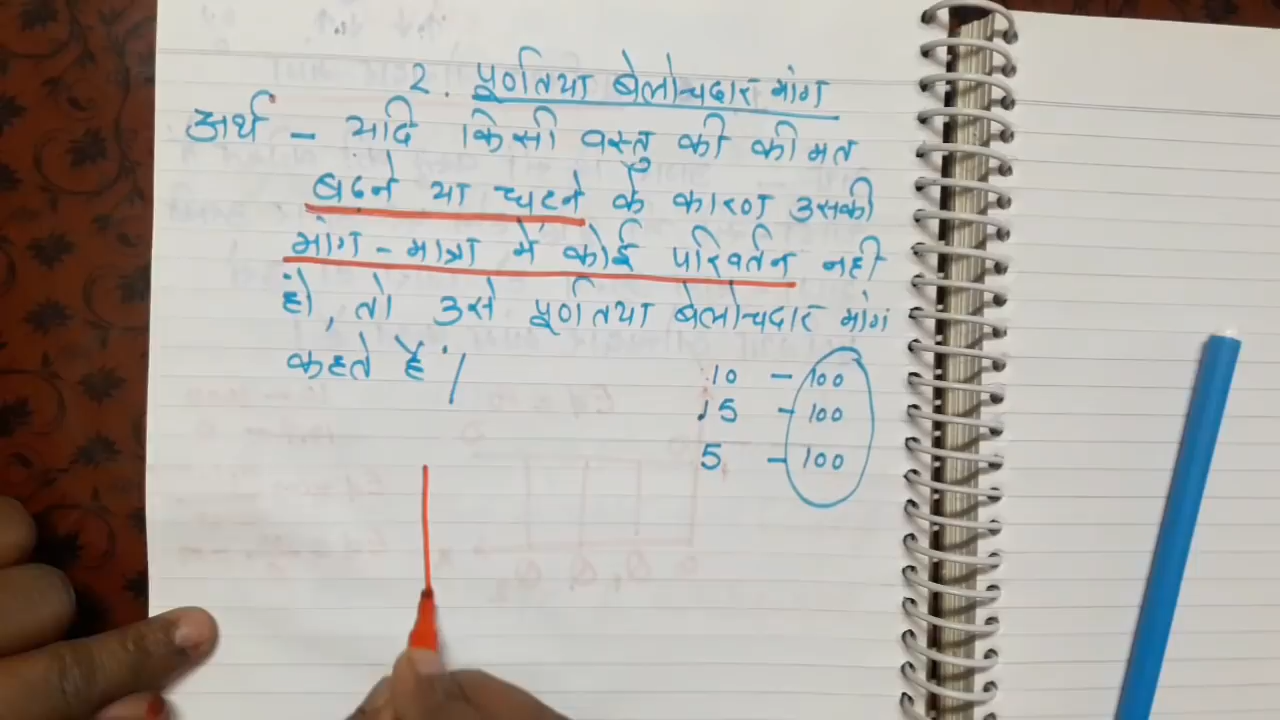 2. पूर्णतया बेलोचदार मांग
अर्थ - यदि किसी वस्तु की कीमत
बढने या घटने के कारण उसकी
मांग - मात्रा में कोई परिवर्तन नही
हो, तो उसे पूर्णतया बेलोचदार मांग
कहते हैं।
10 - 100
15 - 100
5 - 100